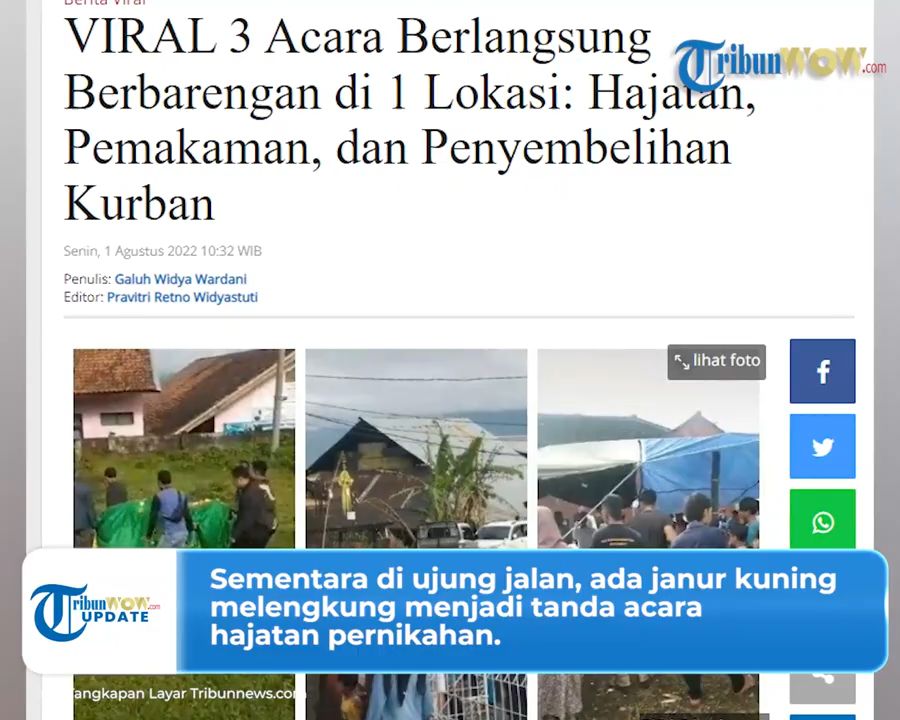 Berita Viral
VIRAL 3 Acara Berlangsung
Berbarengan di 1 Lokasi: Hajatan,
Pemakaman, dan Penyembelihan
Kurban
TribunWOW.com
Senin, 1 Agustus 2022 10:32 WIB
Penulis: Galuh Widya Wardani
Editor: Pravitri Retno Widyastuti
lihat foto
TribunWOW.com
UPDATE
Sementara di ujung jalan, ada janur kuning
melengkung menjadi tanda acara
hajatan pernikahan.
Tangkapan Layar Tribunnews.com